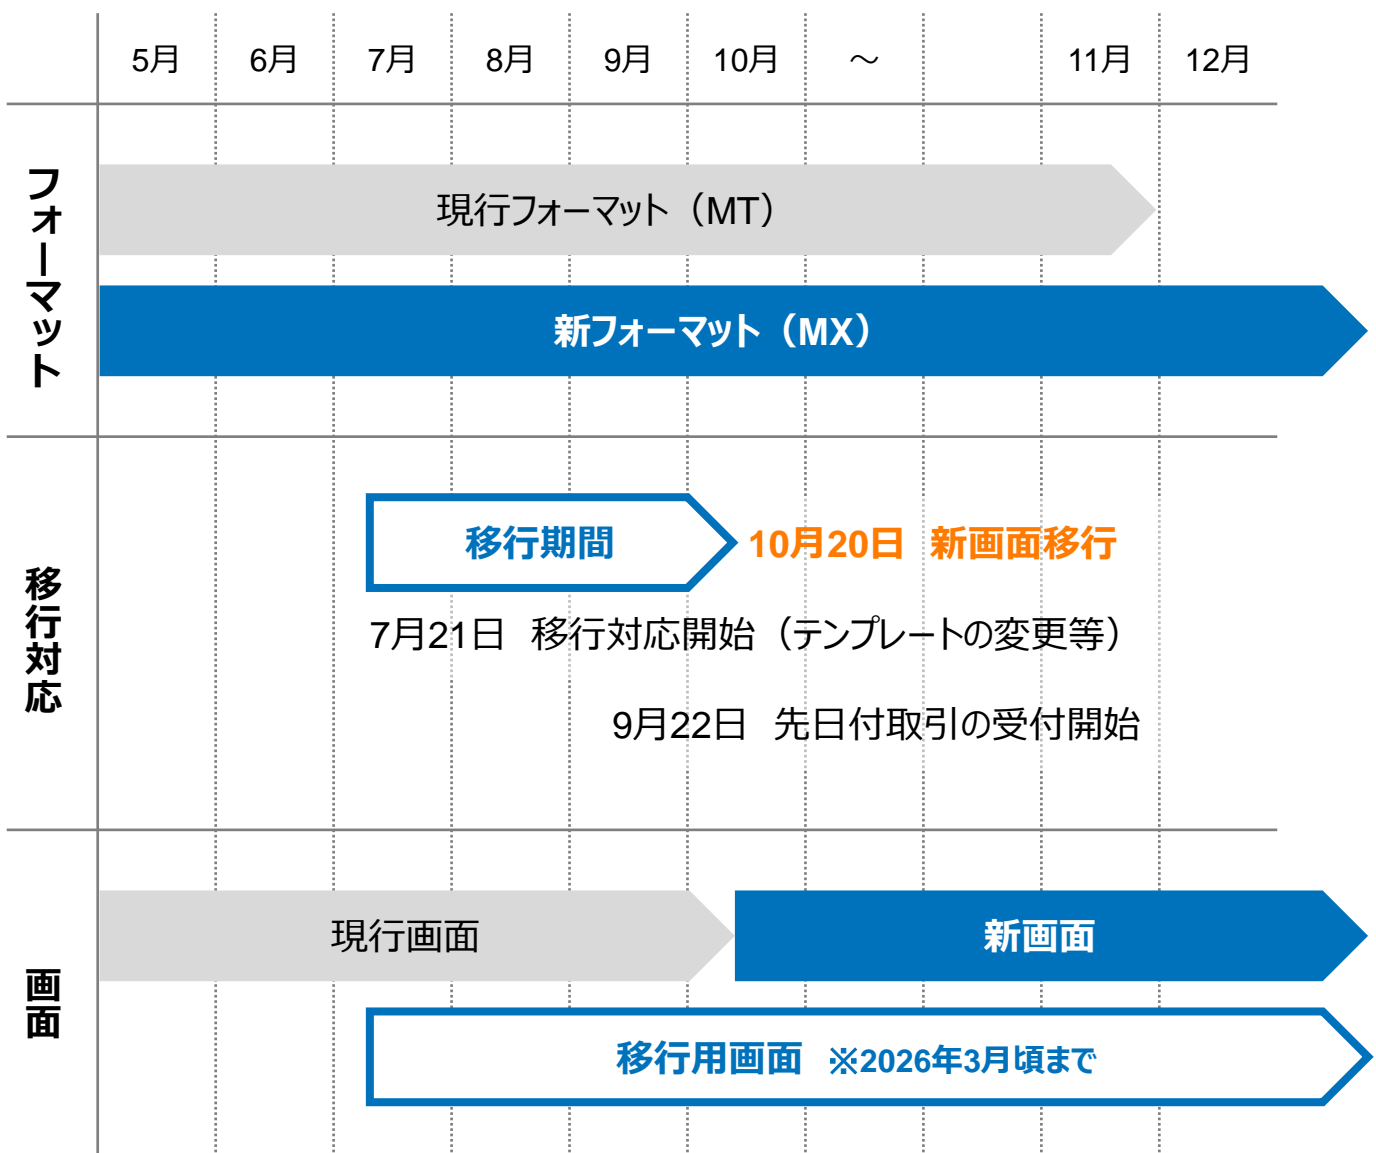 5月 6月 7月 8月 9月 10月 ～ 11月 12月
フォーマット
現行フォーマット（MT）
新フォーマット（MX）
移行対応
移行期間
10月20日　新画面移行
7月21日　移行対応開始（テンプレートの変更等）
9月22日　先日付取引の受付開始
画面
現行画面
新画面
移行用画面　※2026年3月頃まで